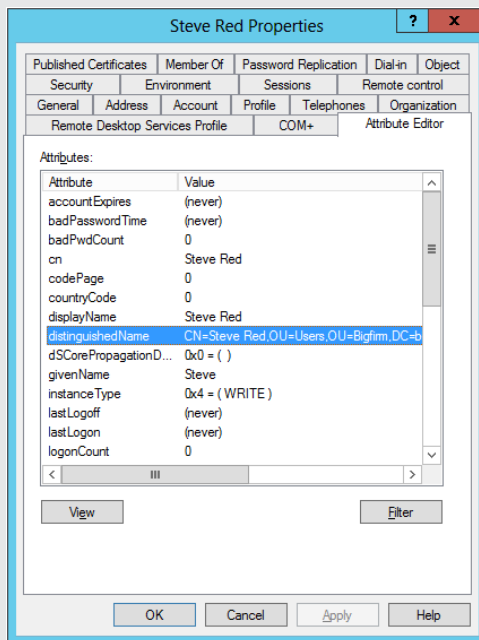 Steve Red Properties ? x
Published Certificates Member Of Password Replication Dial-in Object
Security Environment Sessions Remote control
General Address Account Profile Telephones Organization
Remote Desktop Services Profile COM+ Attribute Editor
Attributes:
Attribute Value
accountExpires (never)
badPasswordTime (never)
badPwdCount 0
cn Steve Red
codePage 0
countryCode 0
displayName Steve Red
distinguishedName CN=Steve Red,OU=Users,OU=Bigfirm,DC=b
dSCorePropagationD... 0x0 = ( )
givenName Steve
instanceType 0x4 = ( WRITE )
lastLogoff (never)
lastLogon (never)
logonCount 0
View Filter
OK Cancel Apply Help